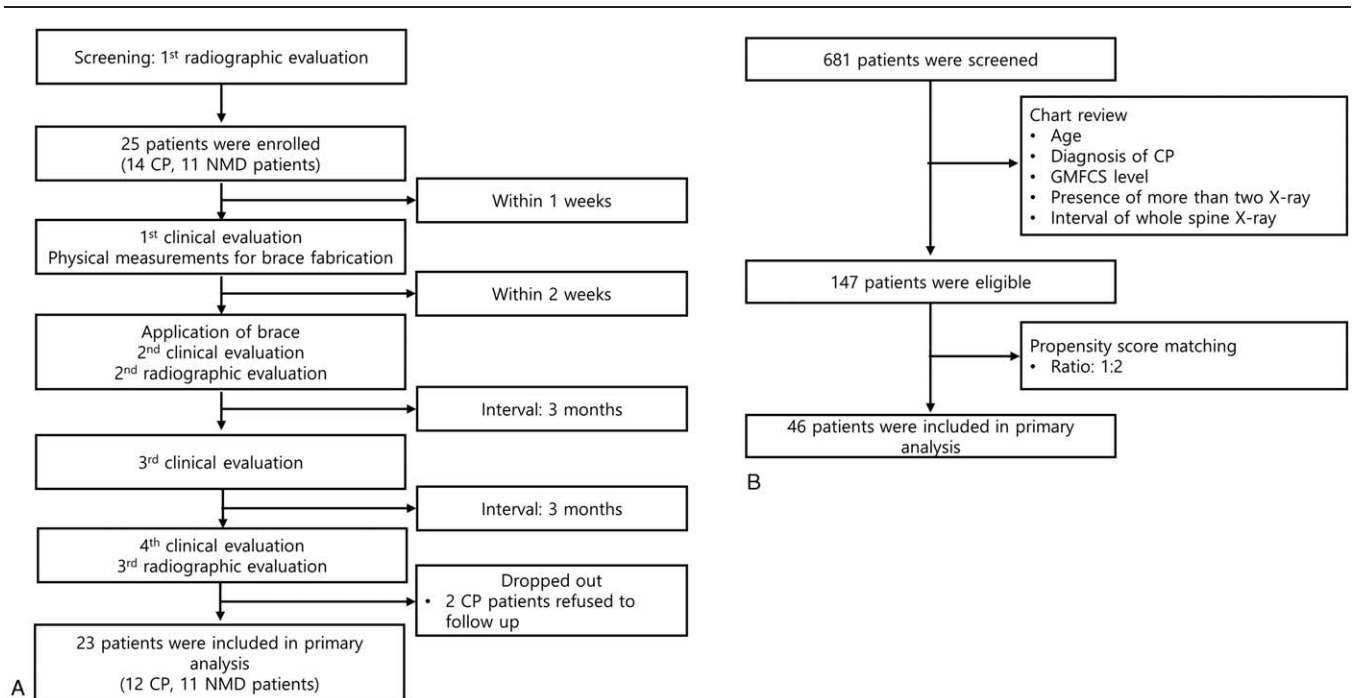 Screening: 1st radiographic evaluation
25 patients were enrolled
(14 CP, 11 NMD patients)
Within 1 weeks
1st clinical evaluation
Physical measurements for brace fabrication
Within 2 weeks
Application of brace
2nd clinical evaluation
2nd radiographic evaluation
Interval: 3 months
3rd clinical evaluation
Interval: 3 months
4th clinical evaluation
3rd radiographic evaluation
Dropped out
• 2 CP patients refused to
follow up
23 patients were included in primary
analysis
(12 CP, 11 NMD patients)
A
681 patients were screened
Chart review
• Age
• Diagnosis of CP
• GMFCS level
• Presence of more than two X-ray
• Interval of whole spine X-ray
147 patients were eligible
Propensity score matching
• Ratio: 1:2
46 patients were included in primary
analysis
B